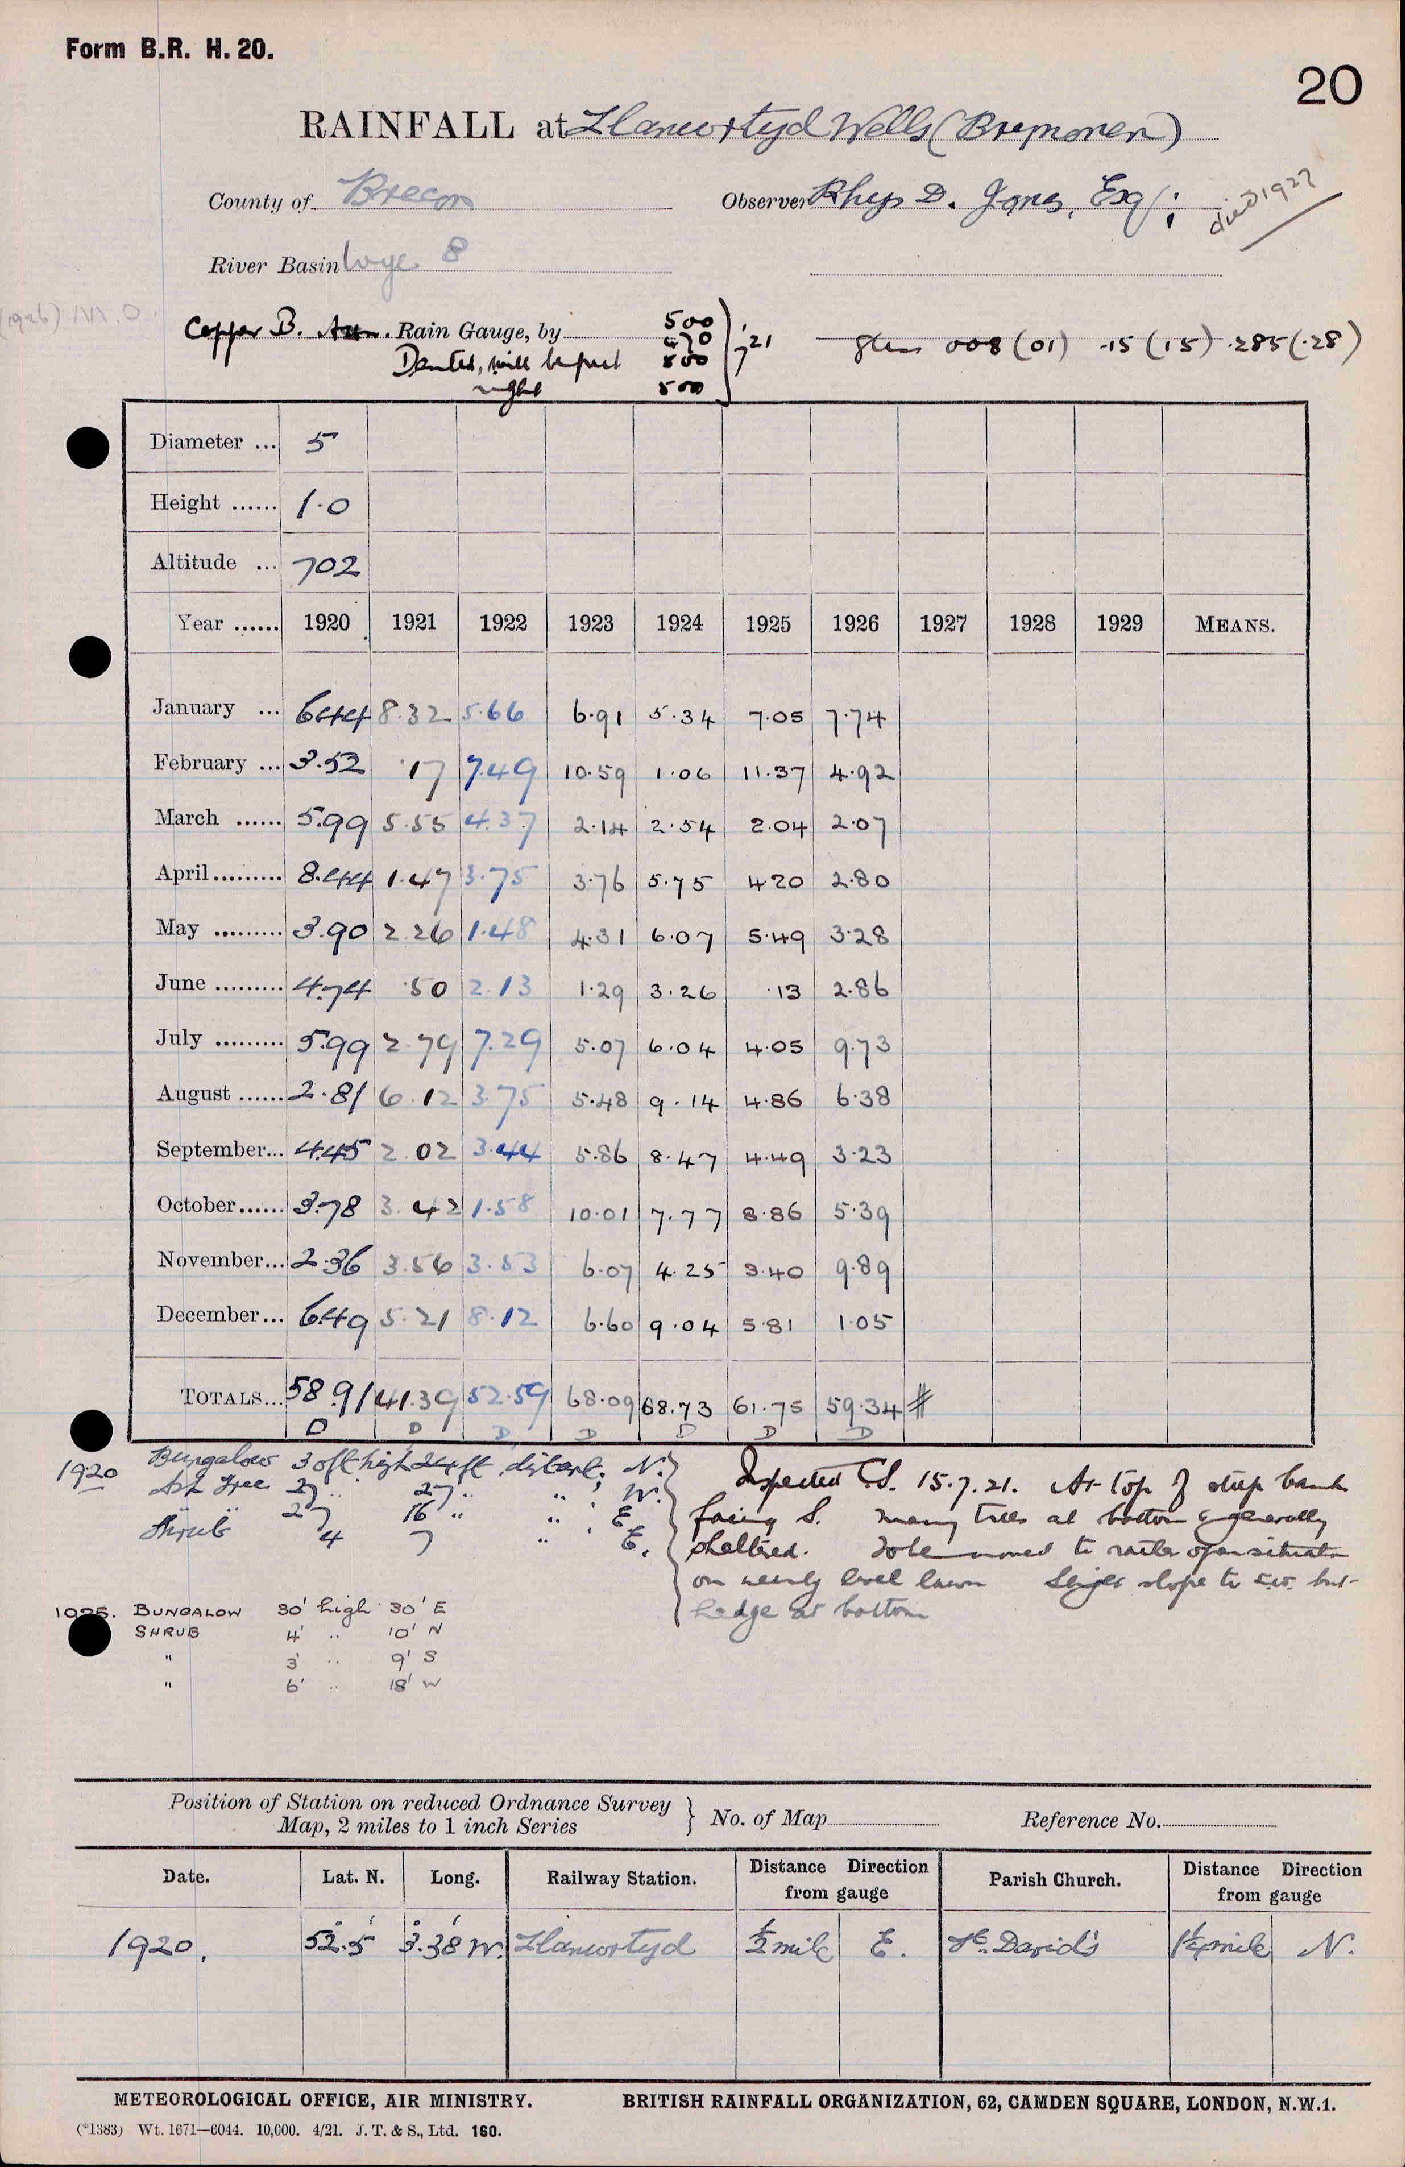 Form B.R. H. 20.
20
RAINFALL at Llanwrtyd Wells (Brynonen)
County of Brecon Observer Rhys D. Jones, Esq; died 1927
River Basin Wye 8
(1926) M.O.
Copper B. Rain Gauge, by
500
470
500
500
'21
Dented, will be put right
glass 008 (01) .15 (.15) .285 (.28)
Diameter ... 5
Height ...... 1.0
Altitude ... 702
Year ...... 1920 1921 1922 1923 1924 1925 1926 1927 1928 1929 MEANS.
January ... 6.44 8.32 5.66 6.91 5.34 7.05 7.74
February ... 3.52 .17 7.49 10.59 1.06 11.37 4.92
March ...... 5.99 5.55 4.37 2.14 2.54 2.04 2.07
April ......... 8.44 1.47 3.75 3.76 5.75 4.20 2.80
May ......... 3.90 2.26 1.48 4.31 6.07 5.49 3.28
June ......... 4.74 .50 2.13 1.29 3.26 .13 2.86
July ......... 5.99 2.79 7.29 5.07 6.04 4.05 9.73
August ...... 2.81 6.12 3.75 5.48 9.14 4.86 6.38
September... 4.45 2.02 3.44 5.86 8.47 4.49 3.23
October...... 3.78 3.42 1.58 10.01 7.77 8.86 5.39
November... 2.36 3.56 3.53 6.07 4.25 3.40 9.89
December... 6.49 5.21 8.12 6.60 9.04 5.81 1.05
TOTALS... 58.91 41.39 52.59 68.09 68.73 61.75 59.34 #
D D D D D D D
1920 Bungalow 30ft high 24ft distant. N.
Ash Tree 27 .. 27 .. .. W.
.. .. 27 16 .. .. E.
Shrub 4 7 .. E.
Inspected C.S. 15.7.21. At top of steep bank
facing S. many trees at bottom & generally
sheltered. To be moved to rather open situatn
on nearly level lawn Slight slope to S.W. but
hedge at bottom
1925. BUNGALOW 30' high 30' E
SHRUB 4' .. 10' N
" 3' .. 9' S
" 6' .. 18' W
Position of Station on reduced Ordnance Survey Map, 2 miles to 1 inch Series } No. of Map Reference No.
Date. Lat. N. Long. Railway Station. Distance Direction from gauge Parish Church. Distance Direction from gauge
1920. 52°.5' 3°.38' W. Llanwrtyd ½ mile E. St. David's 1¼ mile N.
METEOROLOGICAL OFFICE, AIR MINISTRY. BRITISH RAINFALL ORGANIZATION, 62, CAMDEN SQUARE, LONDON, N.W.1.
(*1383) Wt. 1671—6044. 10,000. 4/21. J. T. & S., Ltd. 160.